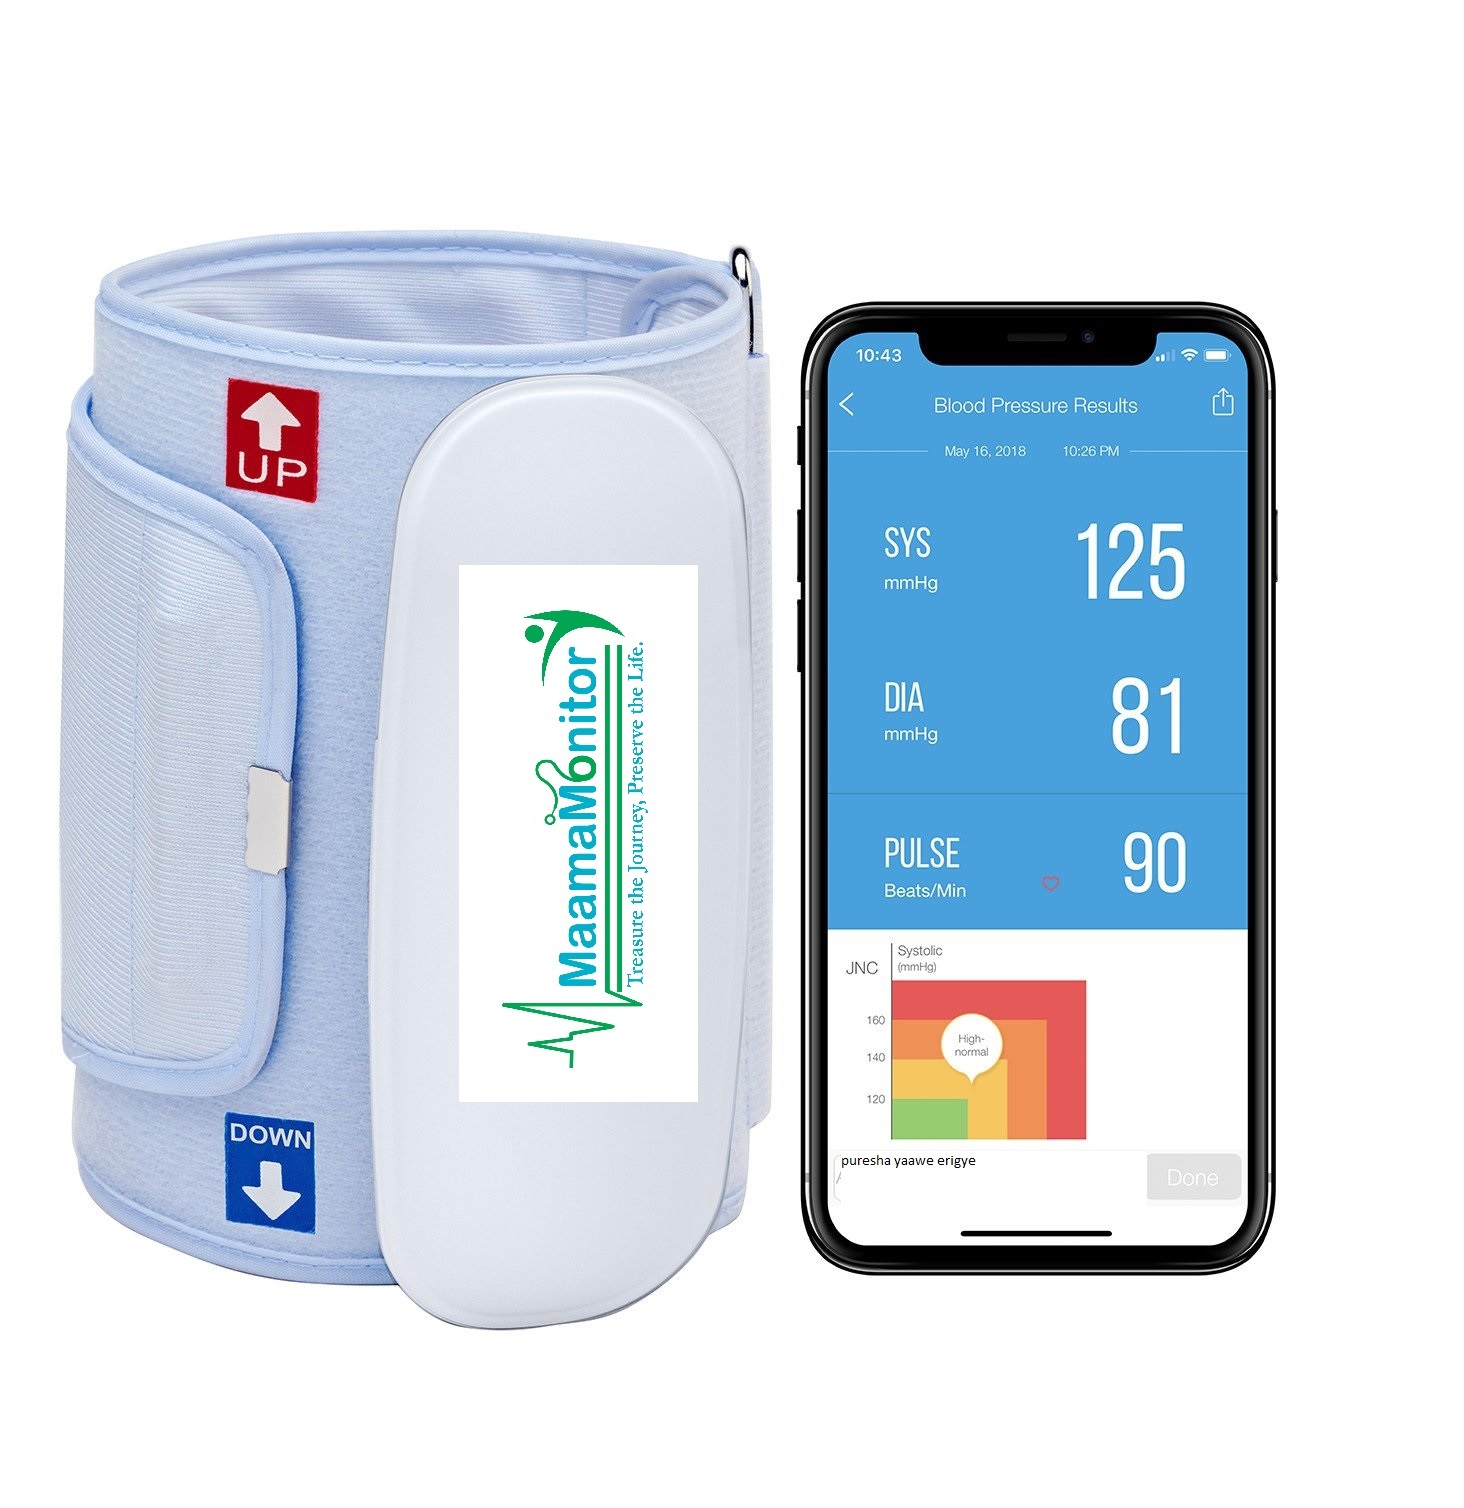 UP
DOWN
MaamaMonitor
Treasure the Journey, Preserve the Life.
10:43
Blood Pressure Results
May 16, 2018 10:26 PM
SYS 125
mmHg
DIA 81
mmHg
PULSE 90
Beats/Min
JNC
Systolic
(mmHg)
160
140
120
High-
normal
puresha yaawe erigye
Done